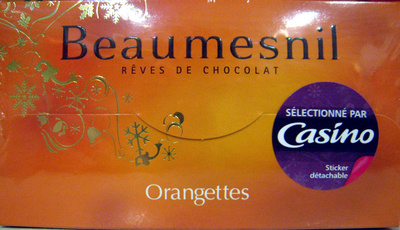 Beaumesnil
RÊVES DE CHOCOLAT
SÉLECTIONNÉ PAR
Casino
Sticker
détachable
Orangettes